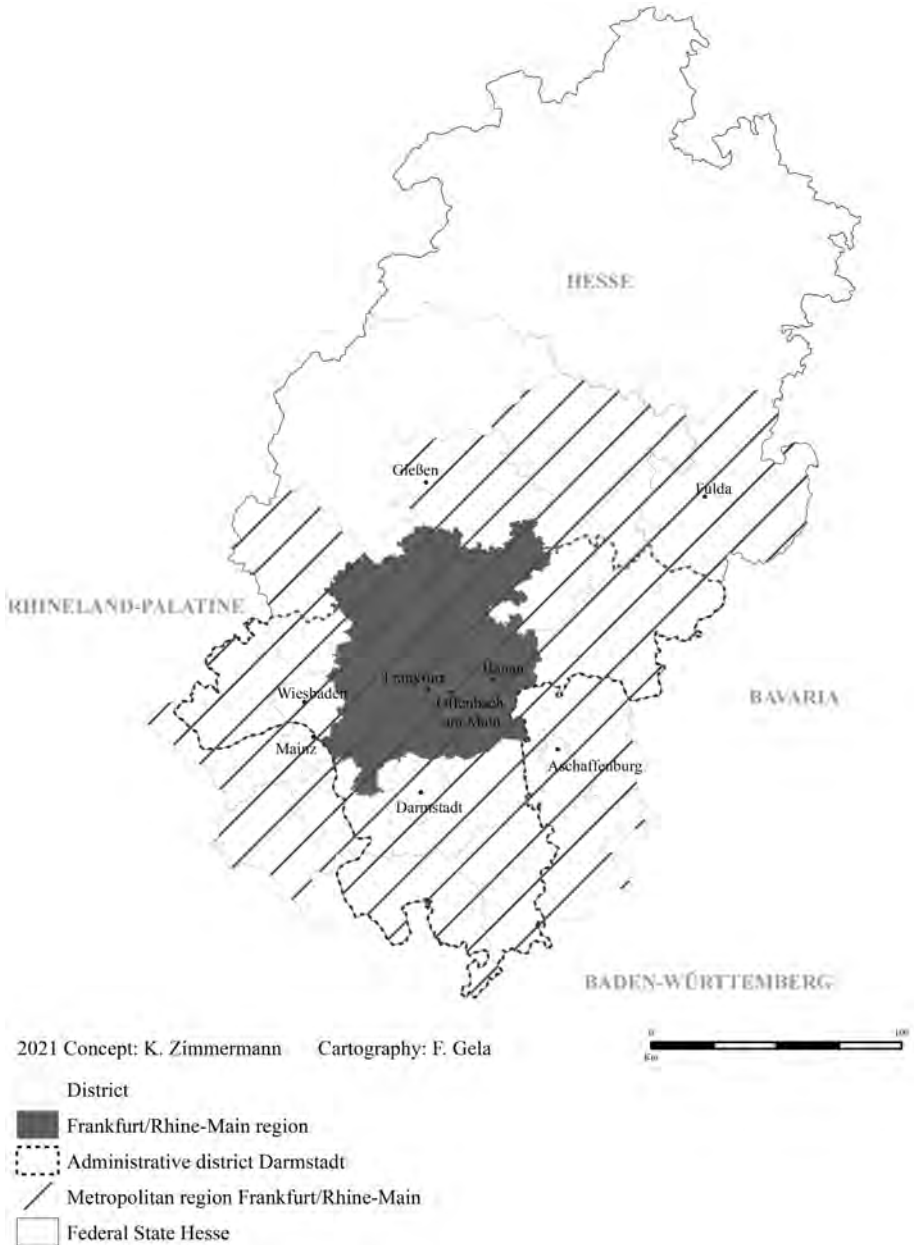 HESSE
Gießen
Fulda
RHINELAND-PALATINE
Hanau
Frankfurt
Wiesbaden
Offenbach
am Main
BAVARIA
Mainz
Aschaffenburg
Darmstadt
BADEN-WÜRTTEMBERG
0 100
Km
2021 Concept: K. Zimmermann Cartography: F. Gela
District
Frankfurt/Rhine-Main region
Administrative district Darmstadt
Metropolitan region Frankfurt/Rhine-Main
Federal State Hesse